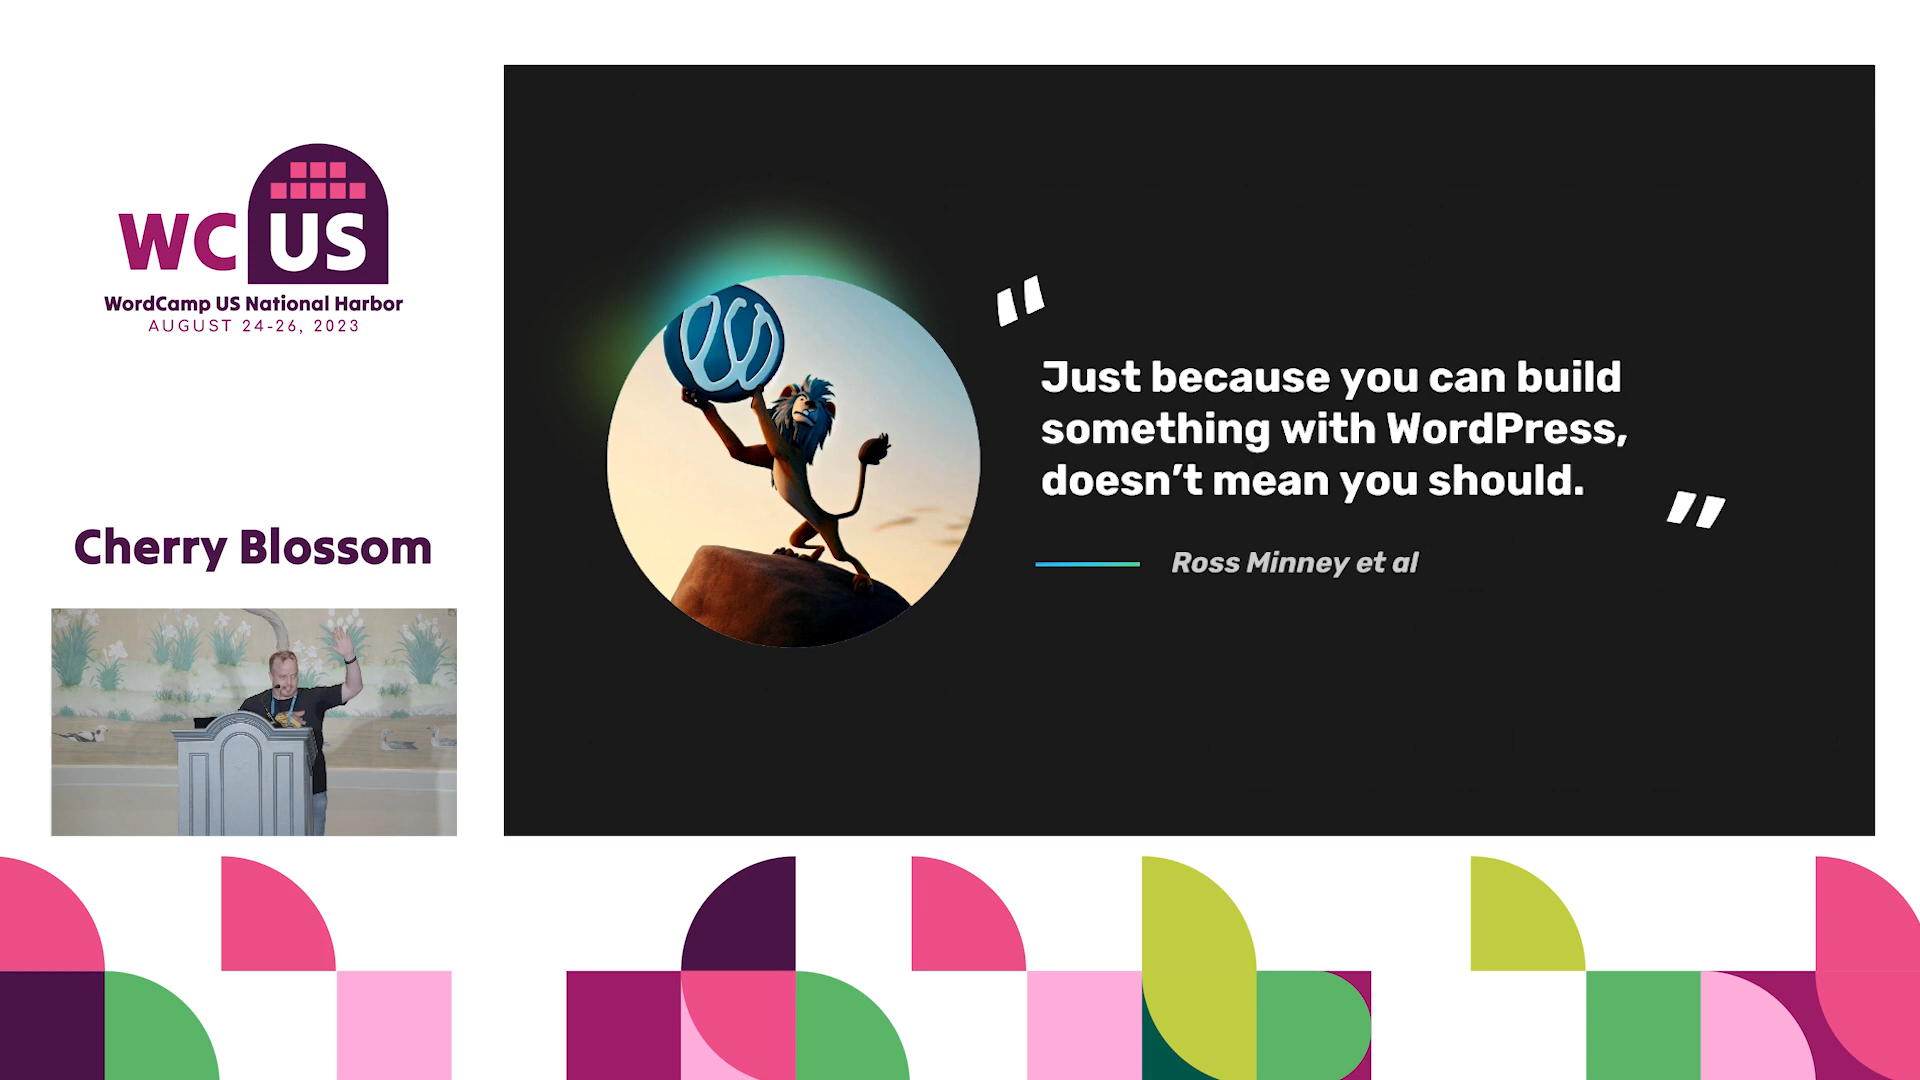 WC US
WordCamp US National Harbor
AUGUST 24-26, 2023
Cherry Blossom
“
Just because you can build
something with WordPress,
doesn’t mean you should.
”
Ross Minney et al